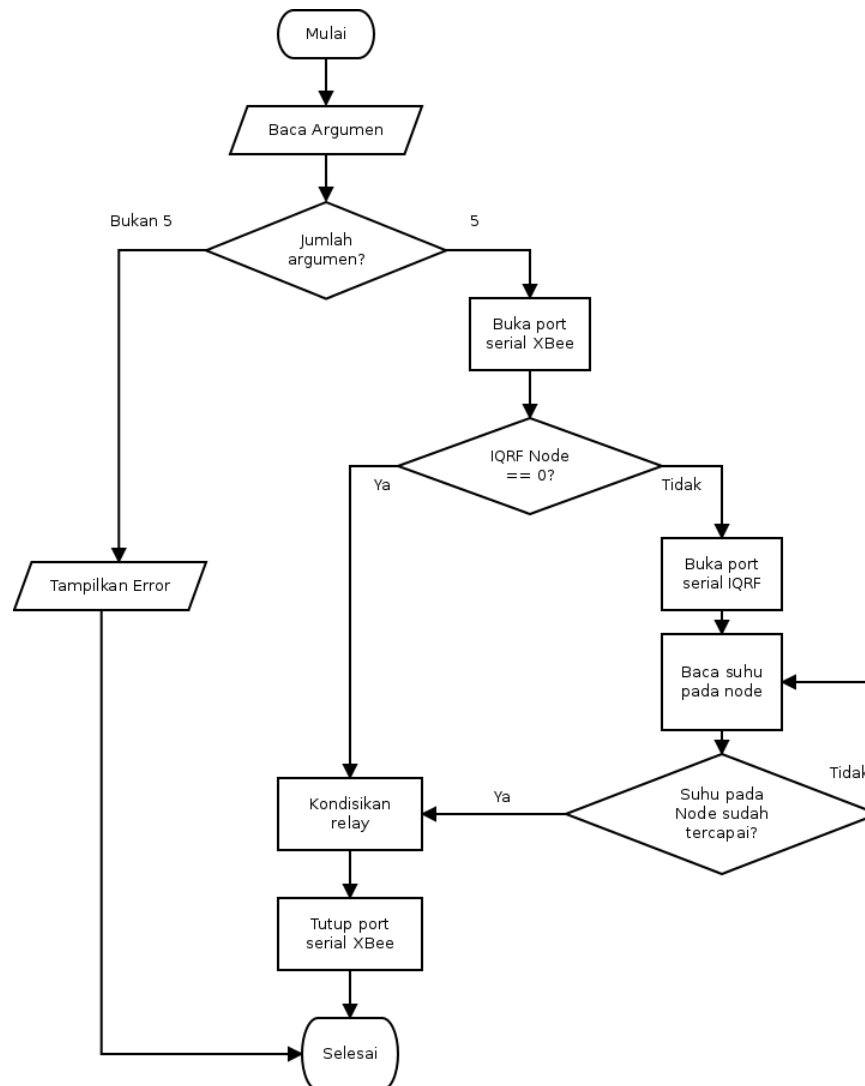 Mulai
Baca Argumen
Bukan 5
5
Jumlah
argumen?
Buka port
serial XBee
IQRF Node
== 0?
Ya
Tidak
Buka port
serial IQRF
Tampilkan Error
Baca suhu
pada node
Tidak
Suhu pada
Node sudah
tercapai?
Ya
Kondisikan
relay
Tutup port
serial XBee
Selesai